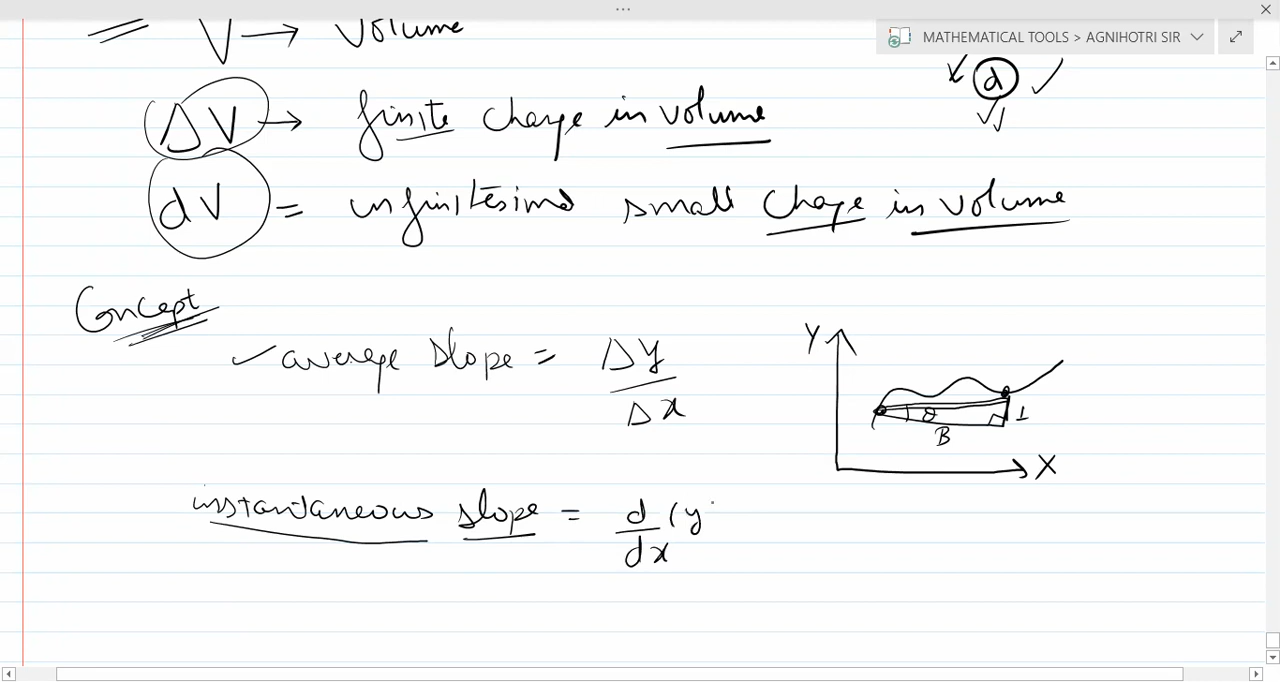 V → Volume
MATHEMATICAL TOOLS > AGNIHOTRI SIR
d
ΔV → finite change in volume
dV = infinitesimal small change in volume
Concept
average slope = Δy/Δx
Y
θ
B
X
instantaneous slope = d/dx (y